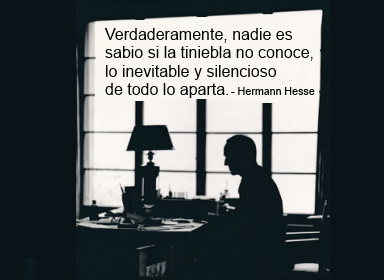 Verdaderamente, nadie es
sabio si la tiniebla no conoce,
lo inevitable y silencioso
de todo lo aparta. - Hermann Hesse